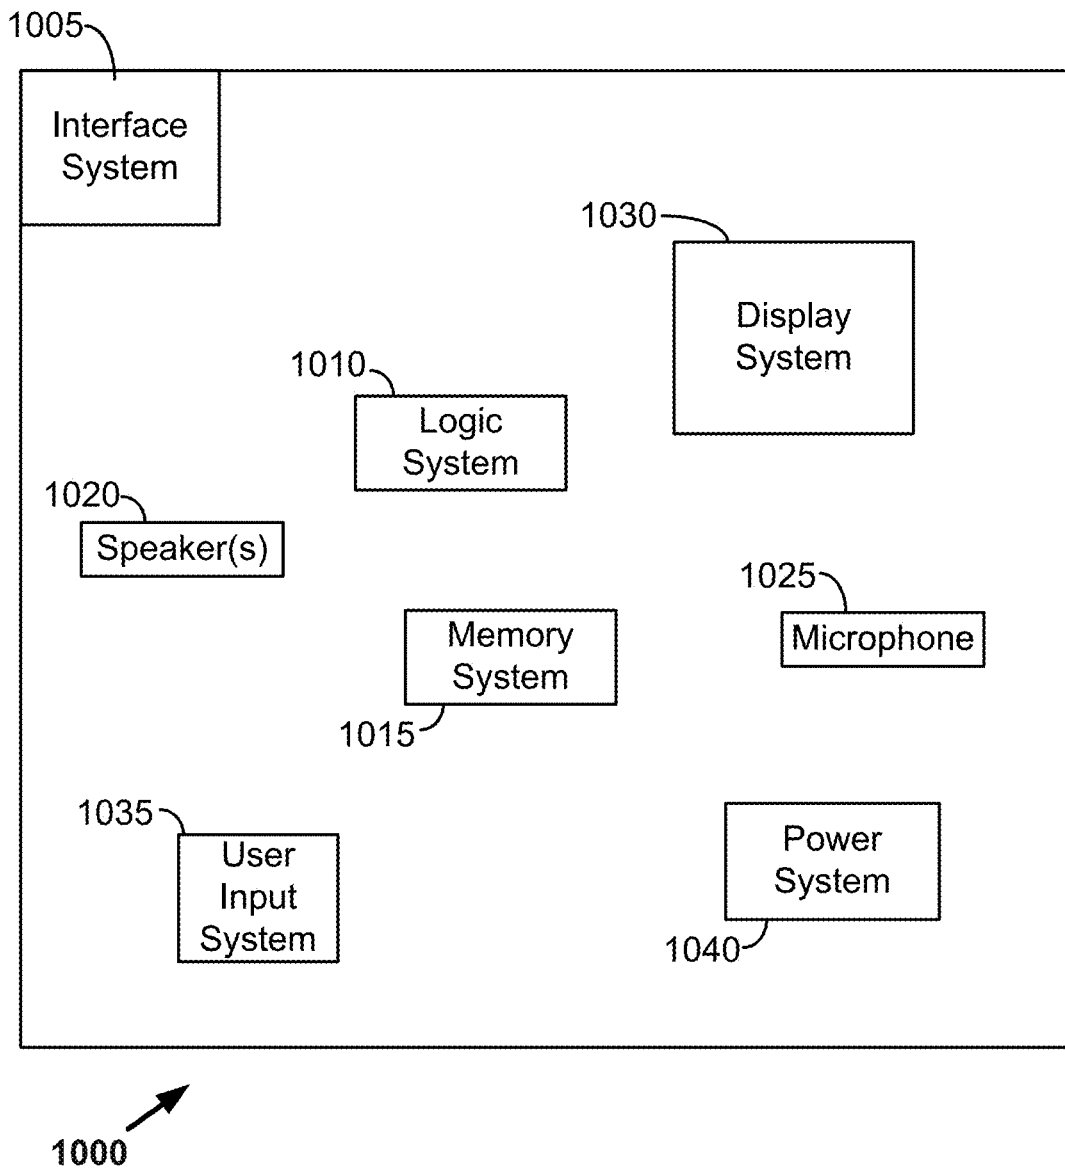 1005
Interface
System
1030
Display
System
1010
Logic
System
1020
Speaker(s)
1025
Microphone
Memory
System
1015
1035
User
Input
System
Power
System
1040
1000